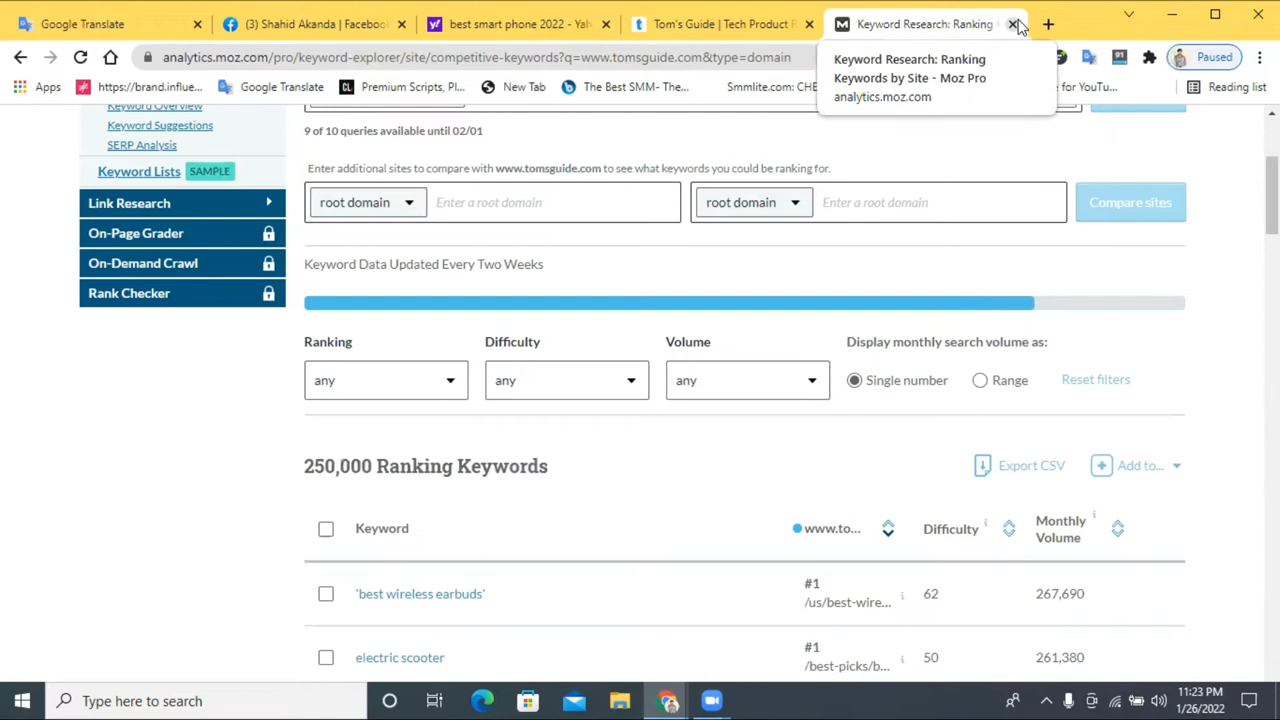 Google Translate
(3) Shahid Akanda | Facebook
best smart phone 2022 - Yah
Tom's Guide | Tech Product R
Keyword Research: Ranking
analytics.moz.com/pro/keyword-explorer/site/competitive-keywords?q=www.tomsguide.com&type=domain
91
Paused
Keyword Research: Ranking
Keywords by Site - Moz Pro
analytics.moz.com
Apps
https://brand.influe...
Google Translate
Premium Scripts, Pl...
New Tab
The Best SMM- The...
Smmlite.com: CHE
e for YouTu...
Reading list
Keyword Overview
Keyword Suggestions
SERP Analysis
Keyword Lists SAMPLE
Link Research
On-Page Grader
On-Demand Crawl
Rank Checker
9 of 10 queries available until 02/01
Enter additional sites to compare with www.tomsguide.com to see what keywords you could be ranking for.
root domain Enter a root domain root domain Enter a root domain Compare sites
Keyword Data Updated Every Two Weeks
Ranking Difficulty Volume Display monthly search volume as:
any any any Single number Range Reset filters
250,000 Ranking Keywords Export CSV Add to...
Keyword www.to... Difficulty Monthly Volume
'best wireless earbuds' #1 /us/best-wire... 62 267,690
electric scooter #1 /best-picks/b... 50 261,380
Type here to search
11:23 PM
1/26/2022